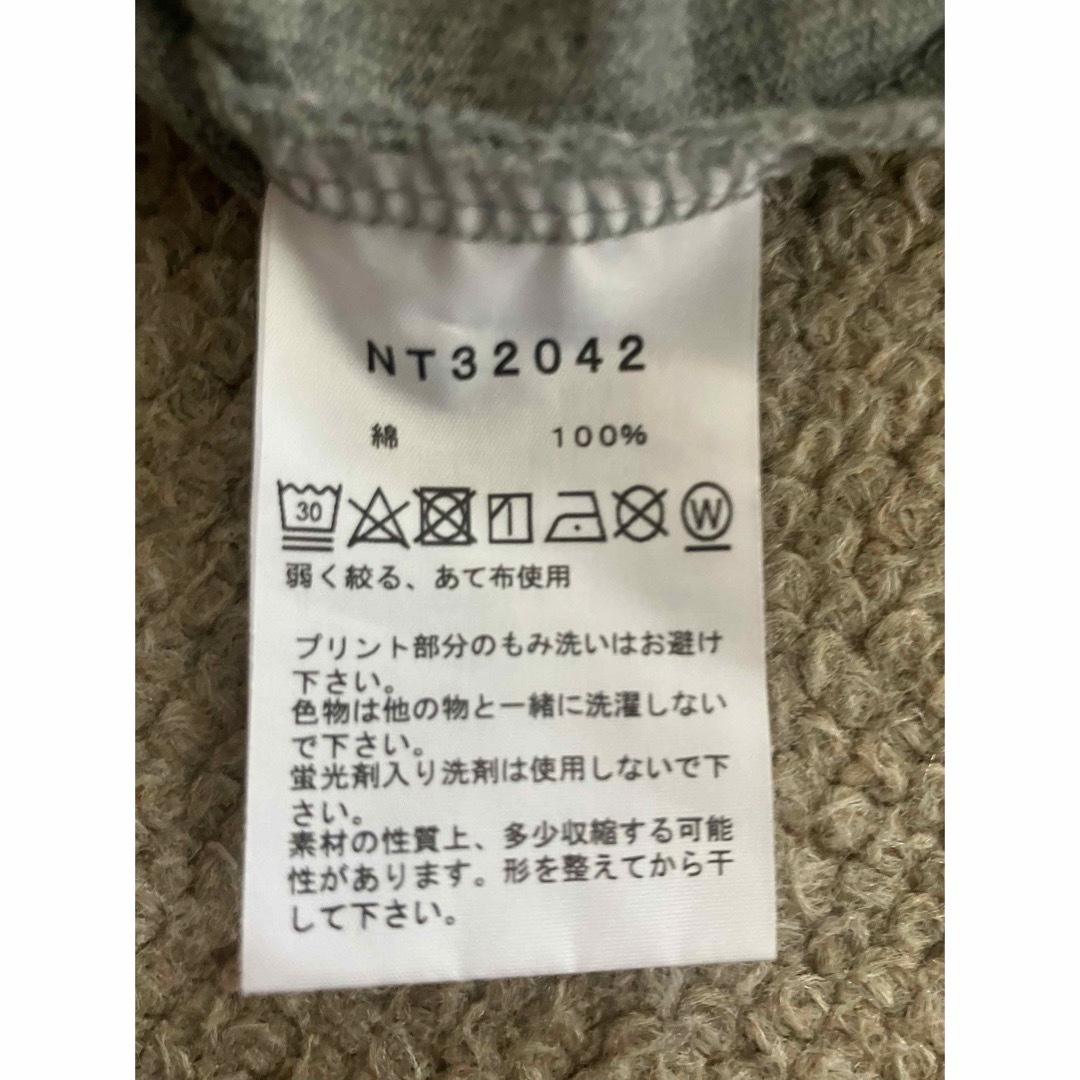 NT32042
綿 100%
30 W
弱く絞る、あて布使用
プリント部分のもみ洗いはお避け
下さい。
色物は他の物と一緒に洗濯しない
で下さい。
蛍光剤入り洗剤は使用しないで下
さい。
素材の性質上、多少収縮する可能
性があります。形を整えてから干
して下さい。